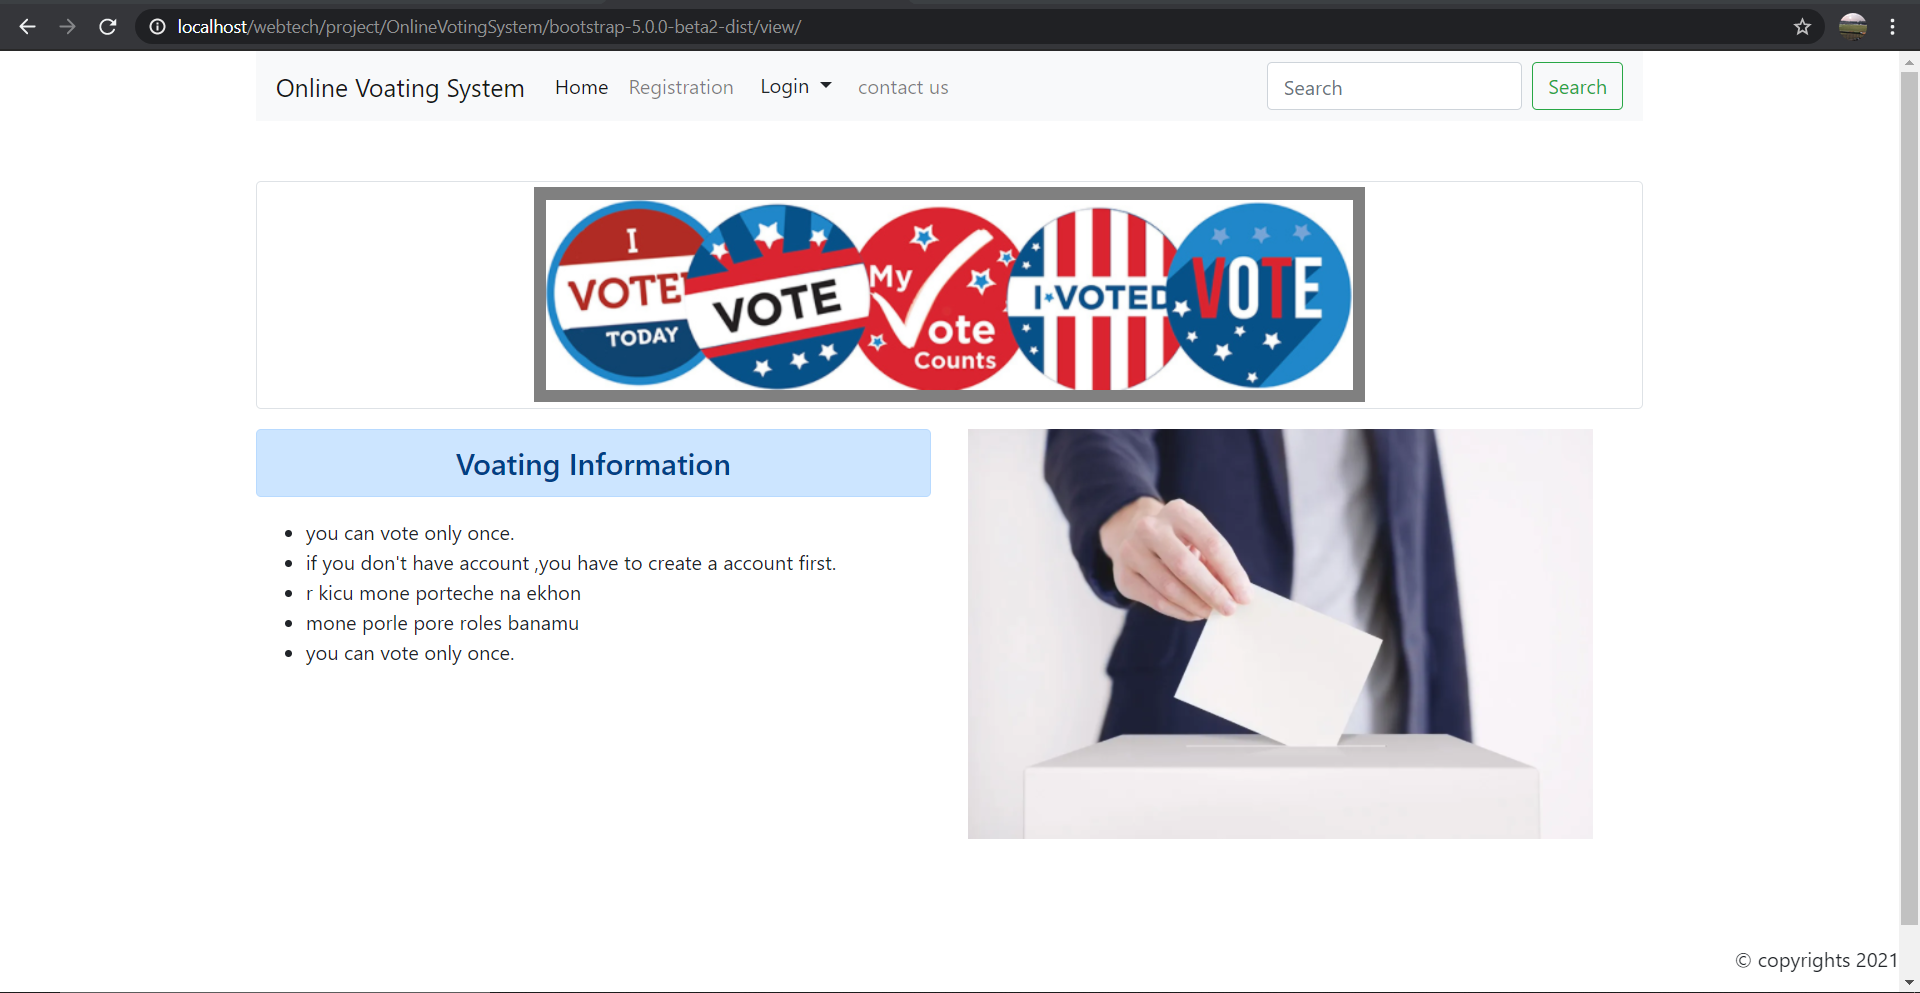 localhost/webtech/project/OnlineVotingSystem/bootstrap-5.0.0-beta2-dist/view/
Online Voating System Home Registration Login contact us Search Search
I VOTE TODAY
VOTE
My Vote Counts
I VOTED
VOTE
Voating Information
you can vote only once.
if you don't have account ,you have to create a account first.
r kicu mone porteche na ekhon
mone porle pore roles banamu
you can vote only once.
© copyrights 2021